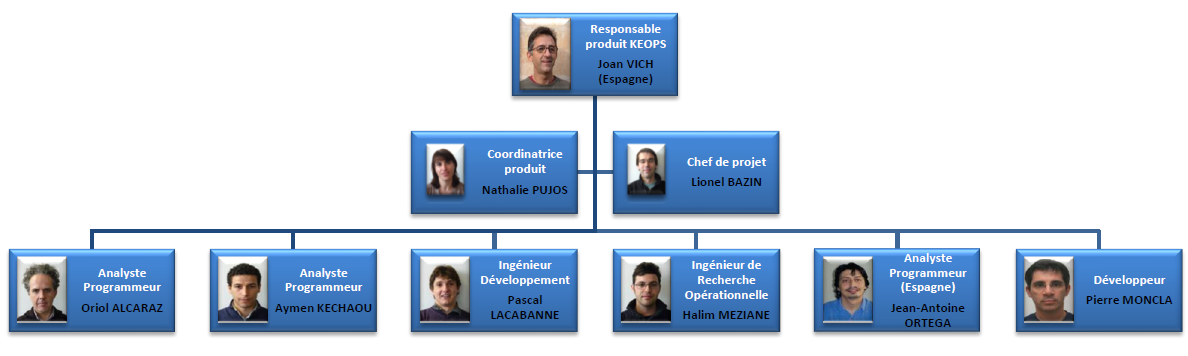 Responsable
produit KEOPS
Joan VICH
(Espagne)
Coordinatrice
produit
Nathalie PUJOS
Chef de projet
Lionel BAZIN
Analyste
Programmeur
Oriol ALCARAZ
Analyste
Programmeur
Aymen KECHAOU
Ingénieur
Développement
Pascal
LACABANNE
Ingénieur de
Recherche
Opérationnelle
Halim MEZIANE
Analyste
Programmeur
(Espagne)
Jean-Antoine
ORTEGA
Développeur
Pierre MONCLA